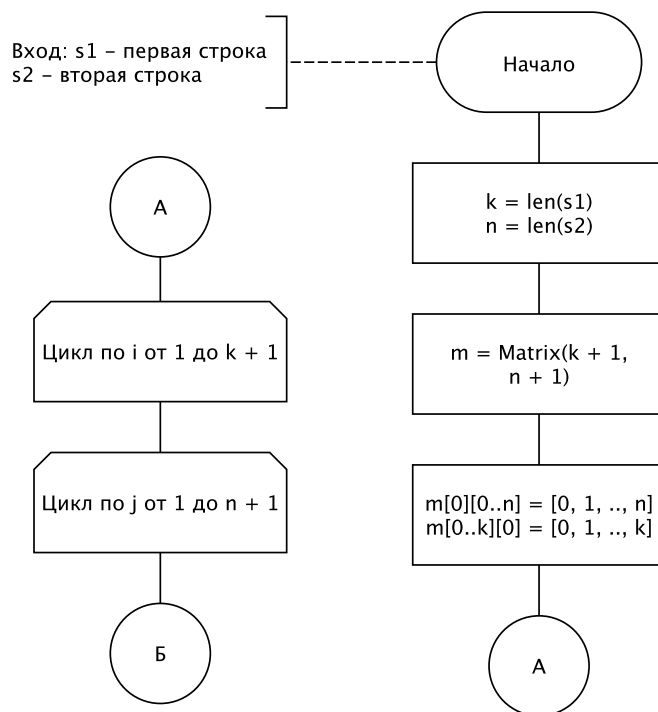 Вход: s1 – первая строка
s2 – вторая строка
Начало
k = len(s1)
n = len(s2)
m = Matrix(k + 1,
n + 1)
m[0][0..n] = [0, 1, .., n]
m[0..k][0] = [0, 1, .., k]
А
А
Цикл по i от 1 до k + 1
Цикл по j от 1 до n + 1
Б